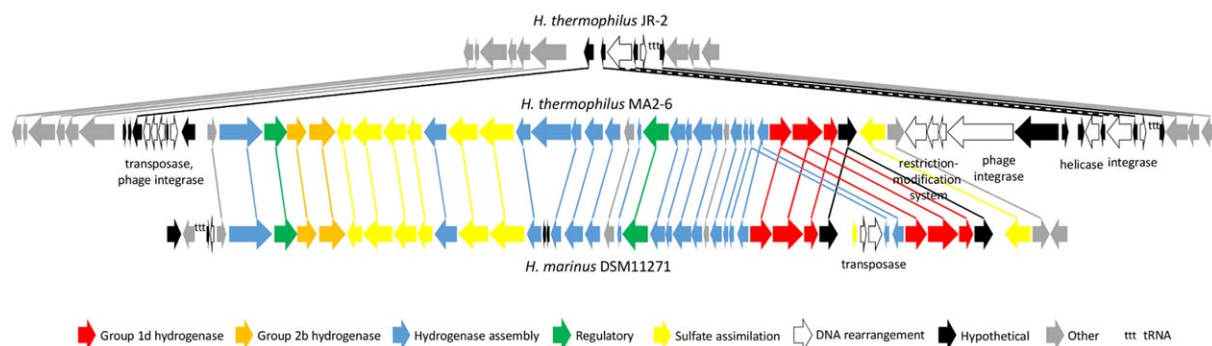 H. thermophilus JR-2
ttt
H. thermophilus MA2-6
ttt
transposase,
phage integrase
restriction-
modification
system
phage
integrase
helicase
integrase
ttt
transposase
H. marinus DSM11271
Group 1d hydrogenase
Group 2b hydrogenase
Hydrogenase assembly
Regulatory
Sulfate assimilation
DNA rearrangement
Hypothetical
Other
ttt tRNA